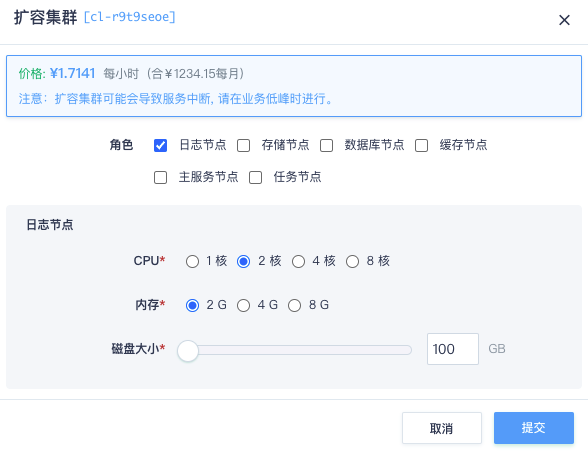 扩容集群 [cl-r9t9seoe]
价格: ¥1.7141 每小时（合¥1234.15每月）
注意：扩容集群可能会导致服务中断, 请在业务低峰时进行。
角色 日志节点 存储节点 数据库节点 缓存节点
主服务节点 任务节点
日志节点
CPU* 1 核 2 核 4 核 8 核
内存* 2 G 4 G 8 G
磁盘大小* 100 GB
取消 提交